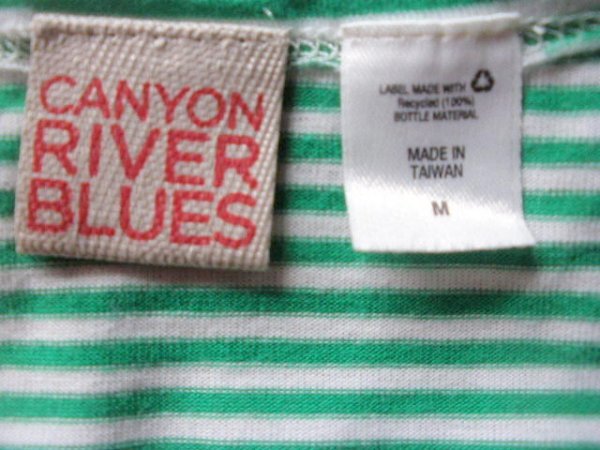 CANYON
RIVER
BLUES
LABEL MADE WITH
Recycled (100%)
BOTTLE MATERIAL
MADE IN
TAIWAN
M